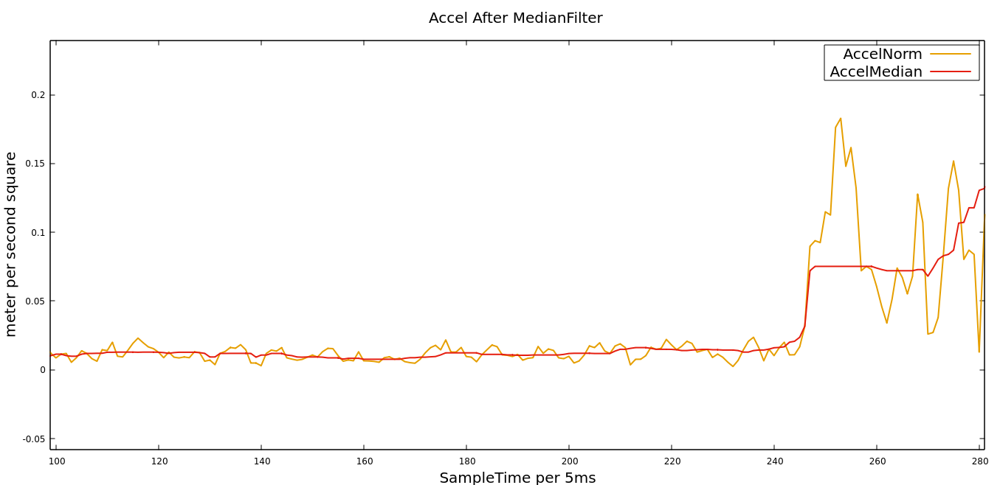 Accel After MedianFilter
AccelNorm
AccelMedian
meter per second square
0.2
0.15
0.1
0.05
0
-0.05
100 120 140 160 180 200 220 240 260 280
SampleTime per 5ms